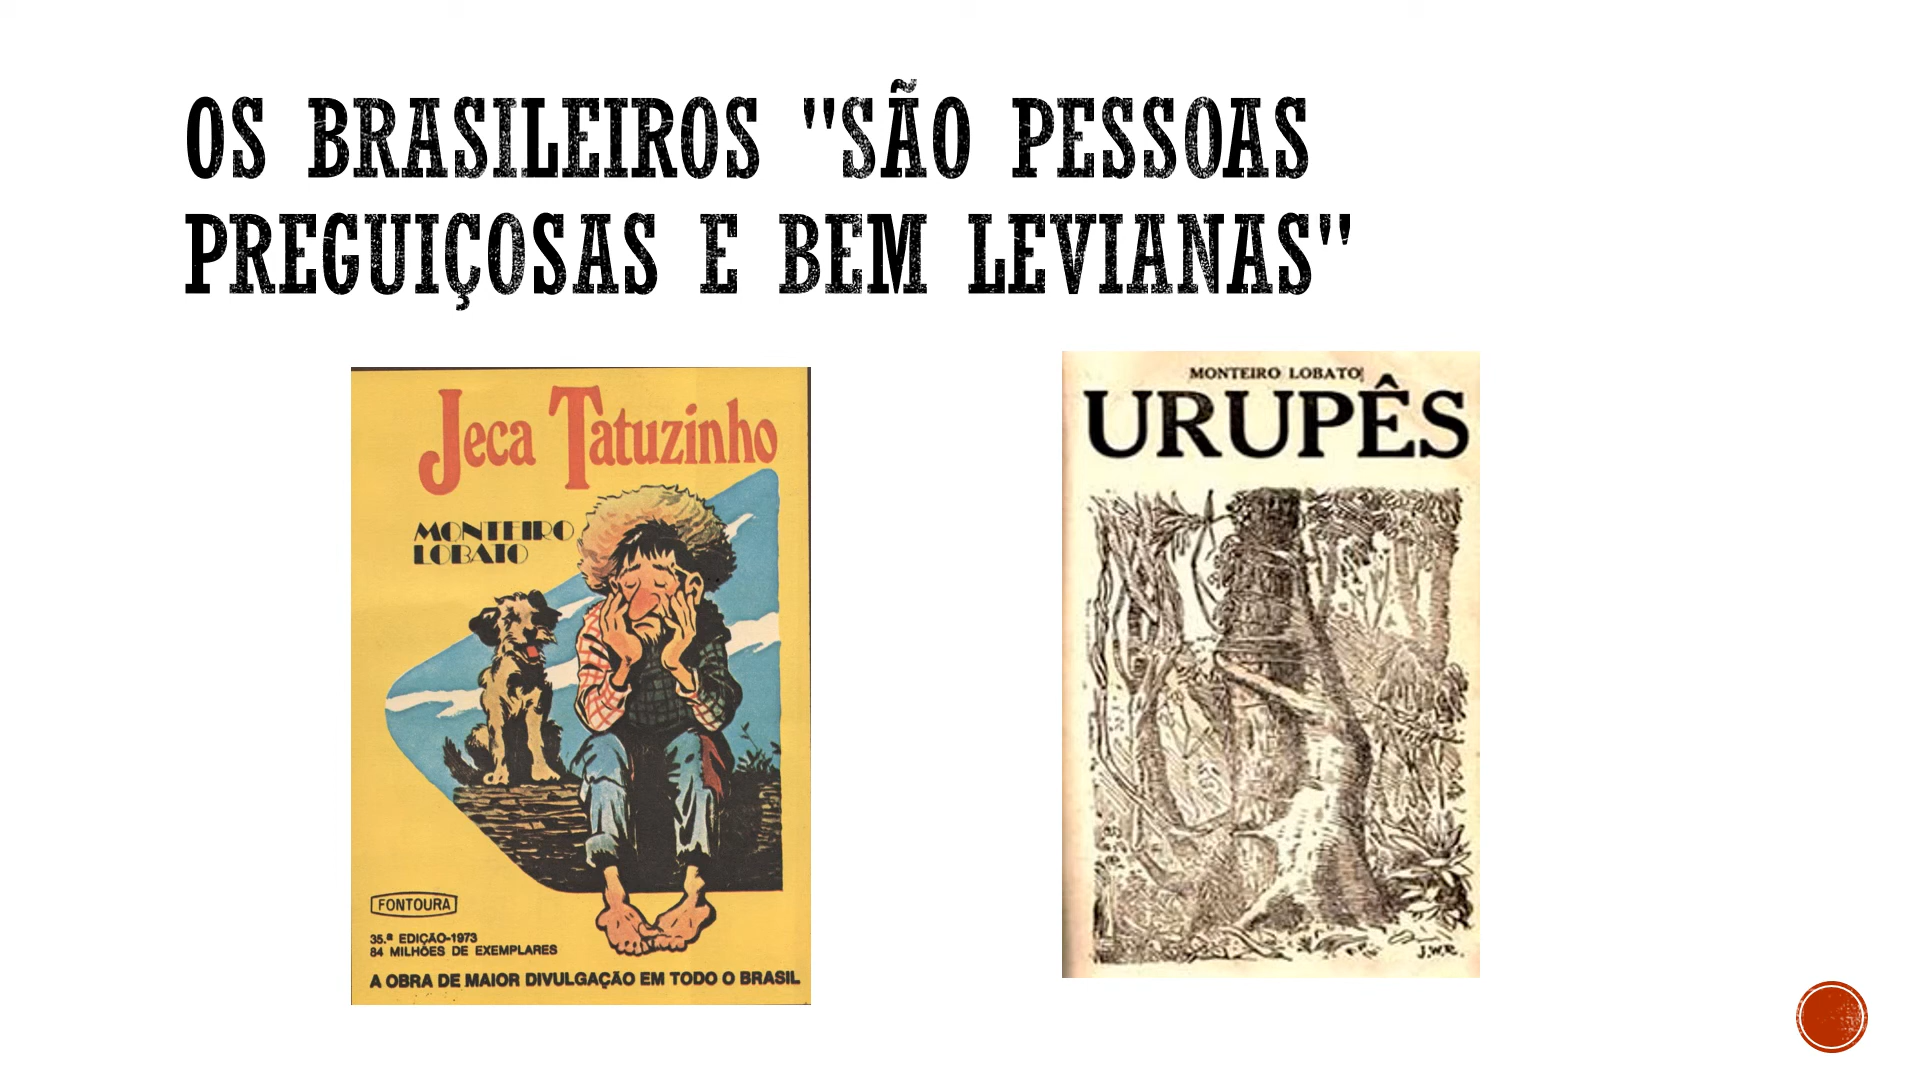 OS BRASILEIROS "SÃO PESSOAS
PREGUIÇOSAS E BEM LEVIANAS"
Jeca Tatuzinho
MONTEIRO
LOBATO
FONTOURA
35.ª EDIÇÃO-1973
84 MILHÕES DE EXEMPLARES
A OBRA DE MAIOR DIVULGAÇÃO EM TODO O BRASIL
MONTEIRO LOBATO
URUPÊS
J.W.R.